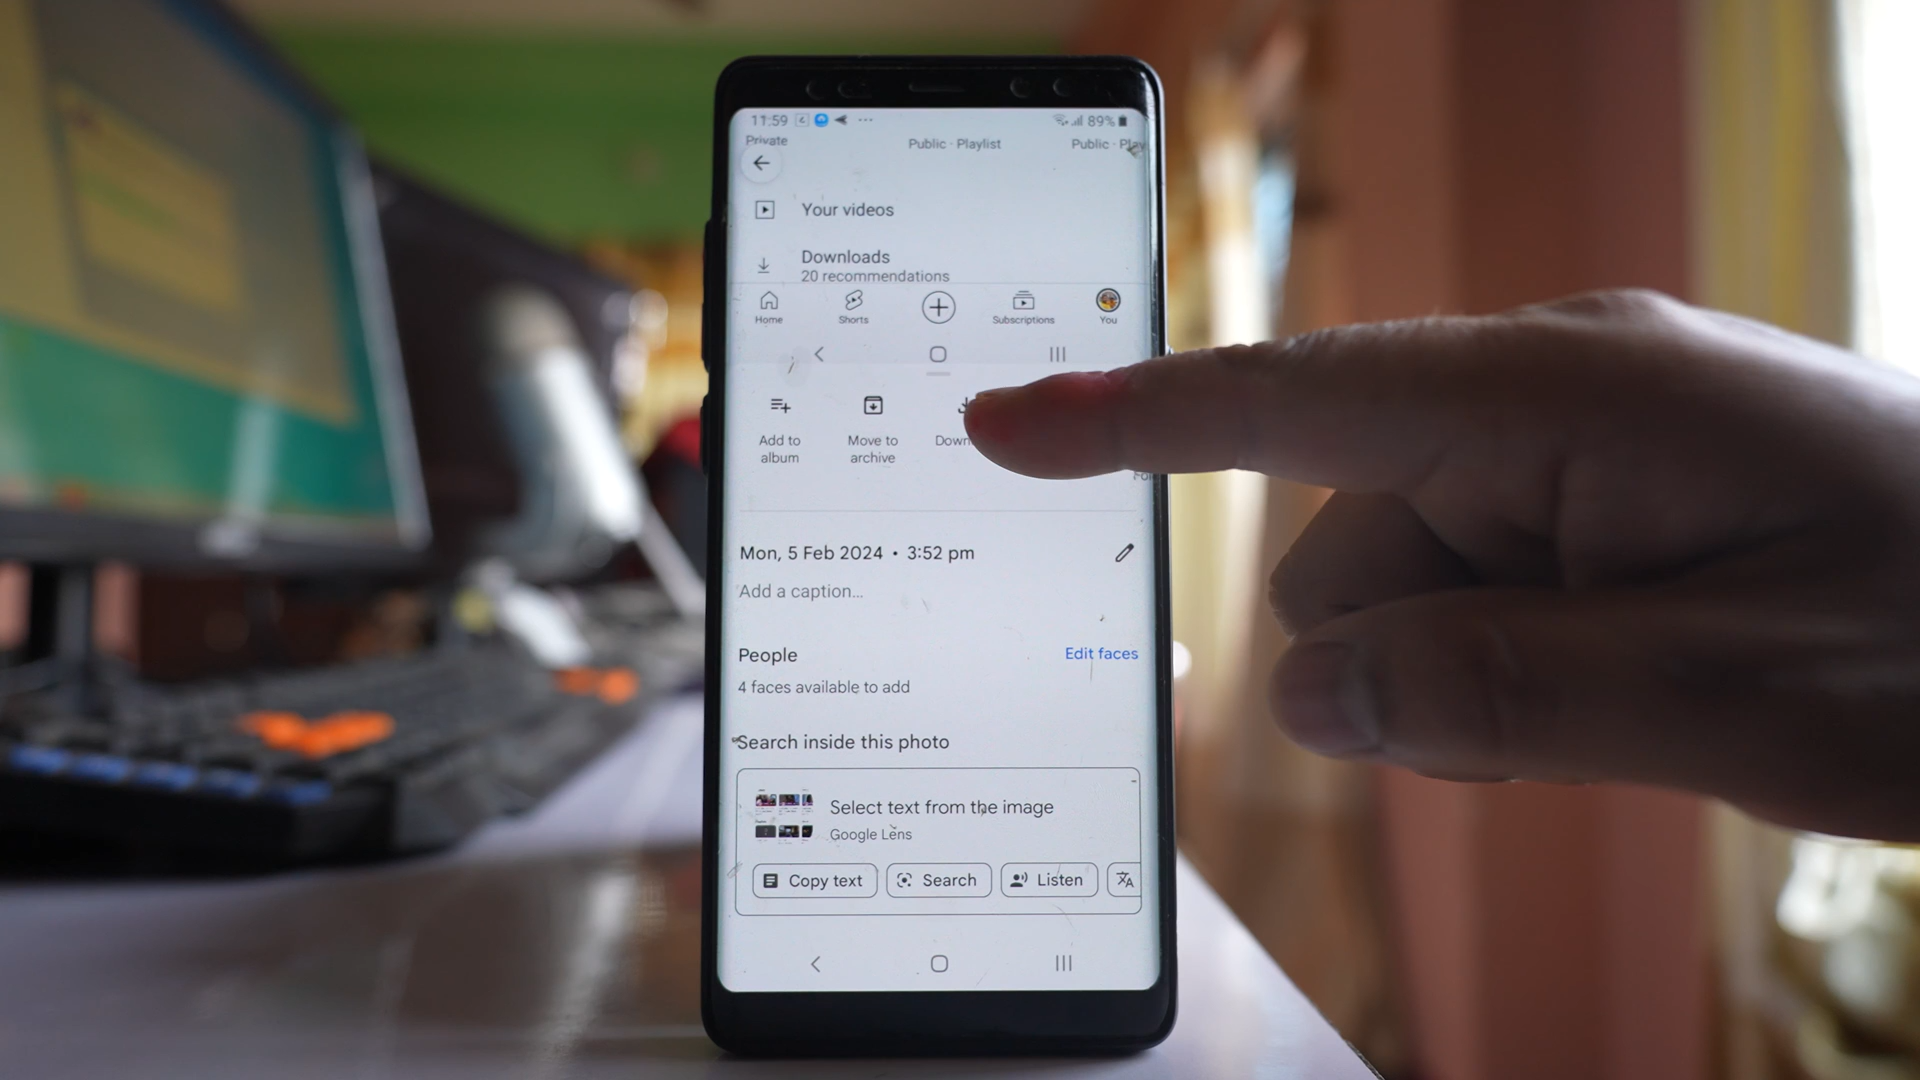 11:59 89%
Private Public · Playlist Public ·
Your videos
Downloads
20 recommendations
Home Shorts Subscriptions You
Add to album
Move to archive
Mon, 5 Feb 2024 • 3:52 pm
Add a caption...
People Edit faces
4 faces available to add
Search inside this photo
Select text from the image
Google Lens
Copy text Search Listen